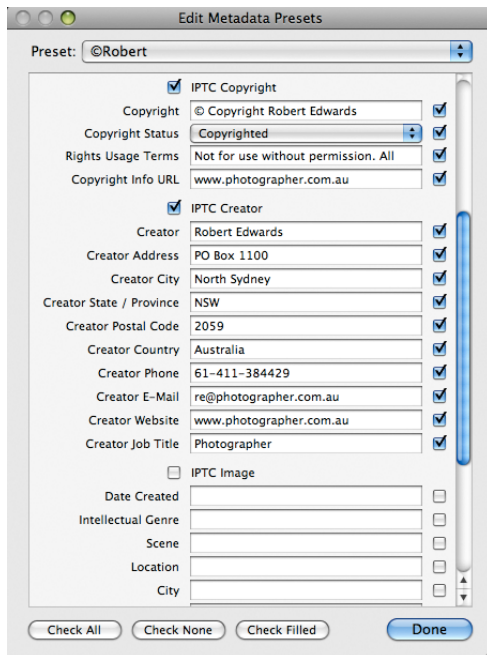 Edit Metadata Presets
Preset: ©Robert
IPTC Copyright
Copyright © Copyright Robert Edwards
Copyright Status Copyrighted
Rights Usage Terms Not for use without permission. All
Copyright Info URL www.photographer.com.au
IPTC Creator
Creator Robert Edwards
Creator Address PO Box 1100
Creator City North Sydney
Creator State / Province NSW
Creator Postal Code 2059
Creator Country Australia
Creator Phone 61-411-384429
Creator E-Mail re@photographer.com.au
Creator Website www.photographer.com.au
Creator Job Title Photographer
IPTC Image
Date Created
Intellectual Genre
Scene
Location
City
Check All Check None Check Filled Done